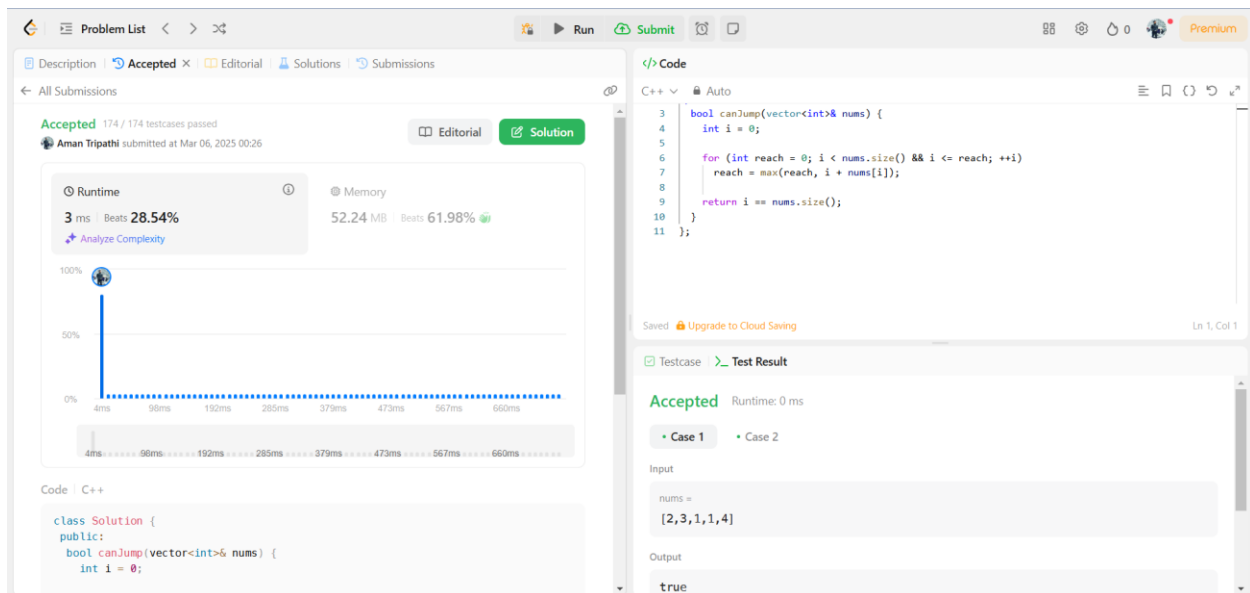 Problem List
Run
Submit
0
Premium
Description
Accepted
Editorial
Solutions
Submissions
All Submissions
Accepted 174 / 174 testcases passed
Aman Tripathi submitted at Mar 06, 2025 00:26
Editorial
Solution
Runtime
3 ms Beats 28.54%
Analyze Complexity
Memory
52.24 MB Beats 61.98%
100%
50%
0%
4ms 98ms 192ms 285ms 379ms 473ms 567ms 660ms
4ms 98ms 192ms 285ms 379ms 473ms 567ms 660ms
Code C++
class Solution {
public:
bool canJump(vector<int>& nums) {
int i = 0;
</> Code
C++ Auto
3 bool canJump(vector<int>& nums) {
4 int i = 0;
5
6 for (int reach = 0; i < nums.size() && i <= reach; ++i)
7 reach = max(reach, i + nums[i]);
8
9 return i == nums.size();
10 }
11 };
Saved Upgrade to Cloud Saving
Ln 1, Col 1
Testcase
>_ Test Result
Accepted Runtime: 0 ms
• Case 1
• Case 2
Input
nums =
[2,3,1,1,4]
Output
true